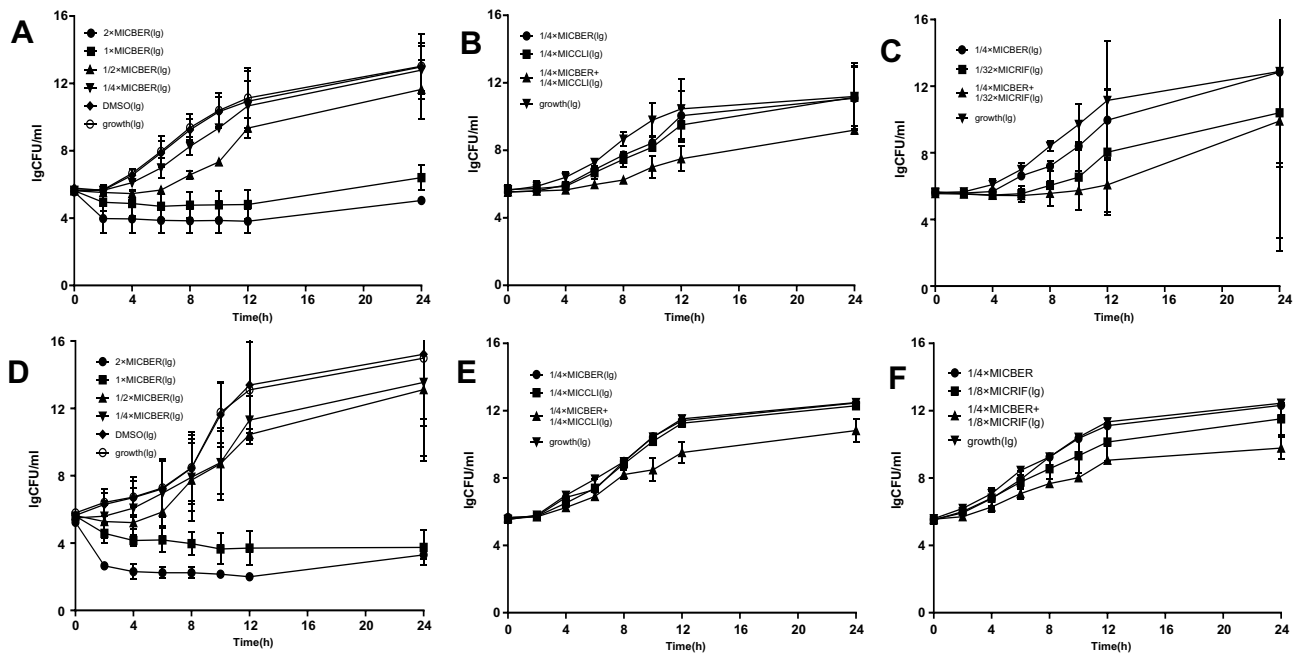 A
2×MICBER(lg)
1×MICBER(lg)
1/2×MICBER(lg)
1/4×MICBER(lg)
DMSO(lg)
growth(lg)
lgCFU/ml
16
12
8
4
0
0 4 8 12 16 20 24
Time(h)
B
1/4×MICBER(lg)
1/4×MICCLI(lg)
1/4×MICBER+
1/4×MICCLI(lg)
growth(lg)
lgCFU/ml
16
12
8
4
0
0 4 8 12 16 20 24
Time(h)
C
1/4×MICBER(lg)
1/32×MICRIF(lg)
1/4×MICBER+
1/32×MICRIF(lg)
growth(lg)
lgCFU/ml
16
12
8
4
0
0 4 8 12 16 20 24
Time(h)
D
2×MICBER(lg)
1×MICBER(lg)
1/2×MICBER(lg)
1/4×MICBER(lg)
DMSO(lg)
growth(lg)
lgCFU/ml
16
12
8
4
0
0 4 8 12 16 20 24
Time(h)
E
1/4×MICBER(lg)
1/4×MICCLI(lg)
1/4×MICBER+
1/4×MICCLI(lg)
growth(lg)
lgCFU/ml
16
12
8
4
0
0 4 8 12 16 20 24
Time(h)
F
1/4×MICBER
1/8×MICRIF(lg)
1/4×MICBER+
1/8×MICRIF(lg)
growth(lg)
lgCFU/ml
16
12
8
4
0
0 4 8 12 16 20 24
Time(h)